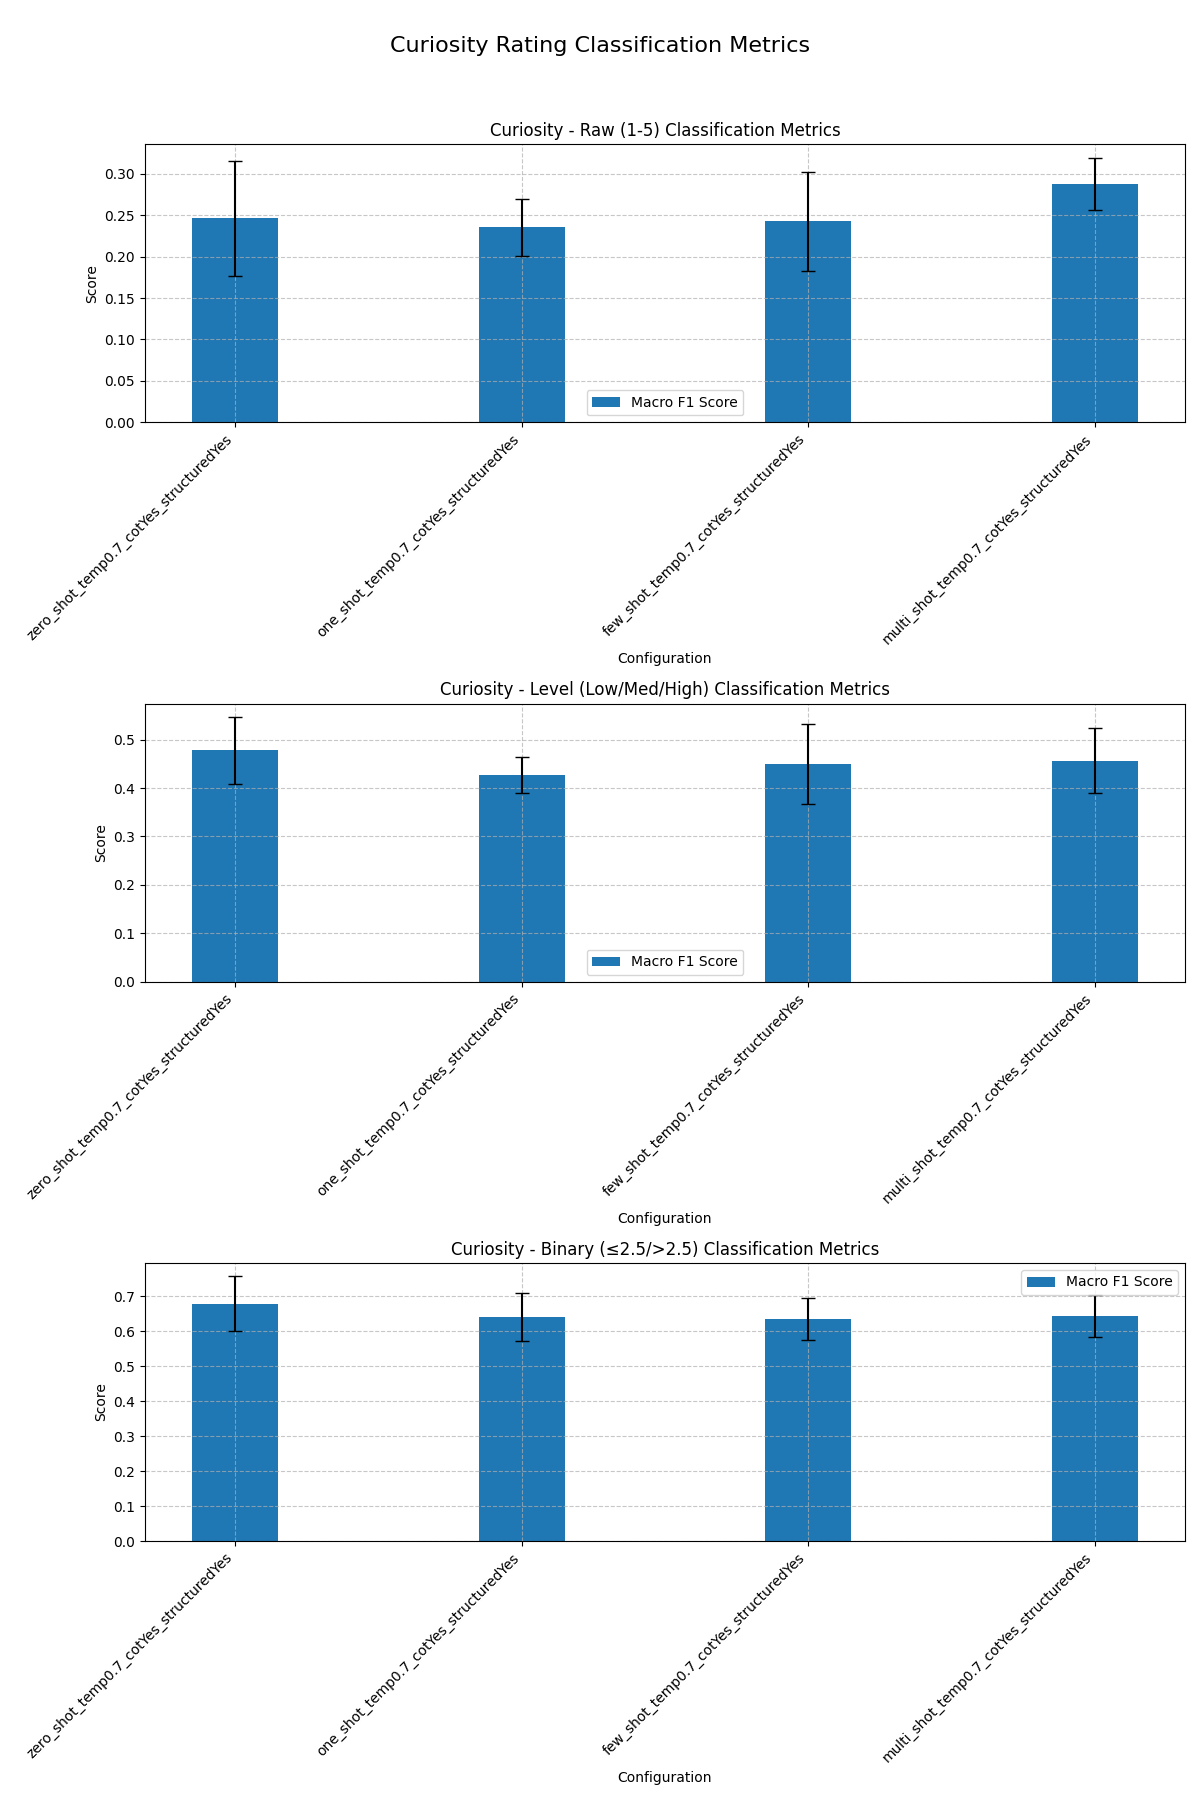 Curiosity Rating Classification Metrics
Curiosity - Raw (1-5) Classification Metrics
Score
0.30
0.25
0.20
0.15
0.10
0.05
0.00
Macro F1 Score
zero_shot_temp0.7_cotYes_structuredYes
one_shot_temp0.7_cotYes_structuredYes
few_shot_temp0.7_cotYes_structuredYes
multi_shot_temp0.7_cotYes_structuredYes
Configuration
Curiosity - Level (Low/Med/High) Classification Metrics
Score
0.5
0.4
0.3
0.2
0.1
0.0
Macro F1 Score
zero_shot_temp0.7_cotYes_structuredYes
one_shot_temp0.7_cotYes_structuredYes
few_shot_temp0.7_cotYes_structuredYes
multi_shot_temp0.7_cotYes_structuredYes
Configuration
Curiosity - Binary (≤2.5/>2.5) Classification Metrics
Score
0.7
0.6
0.5
0.4
0.3
0.2
0.1
0.0
Macro F1 Score
zero_shot_temp0.7_cotYes_structuredYes
one_shot_temp0.7_cotYes_structuredYes
few_shot_temp0.7_cotYes_structuredYes
multi_shot_temp0.7_cotYes_structuredYes
Configuration